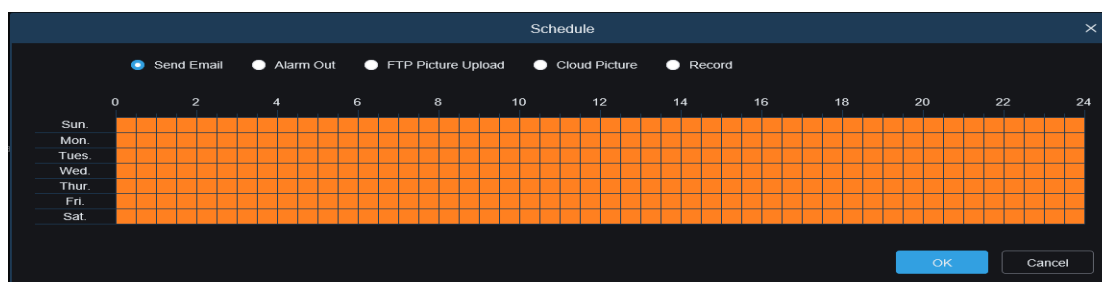 Schedule
Send Email Alarm Out FTP Picture Upload Cloud Picture Record
0 2 4 6 8 10 12 14 16 18 20 22 24
Sun.
Mon.
Tues.
Wed.
Thur.
Fri.
Sat.
OK Cancel